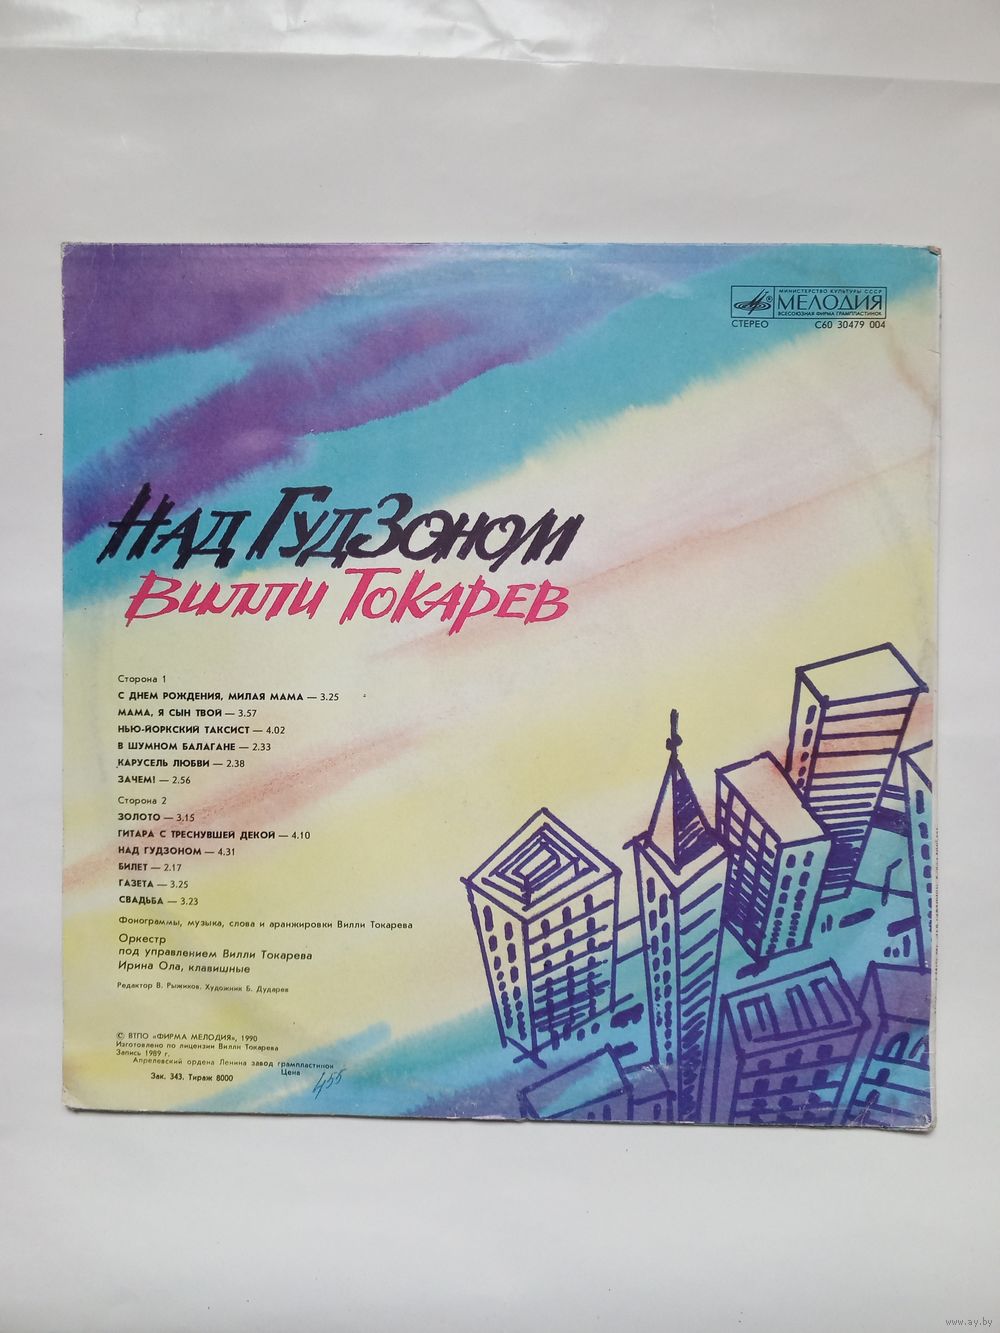 МИНИСТЕРСТВО КУЛЬТУРЫ СССР
МЕЛОДИЯ
ВСЕСОЮЗНАЯ ФИРМА ГРАМПЛАСТИНОК
СТЕРЕО С60 30479 004
НАД ГУДЗОНОМ
ВИЛЛИ ТОКАРЕВ
Сторона 1
С ДНЕМ РОЖДЕНИЯ, МИЛАЯ МАМА — 3.25
МАМА, Я СЫН ТВОЙ — 3.57
НЬЮ-ЙОРКСКИЙ ТАКСИСТ — 4.02
В ШУМНОМ БАЛАГАНЕ — 2.33
КАРУСЕЛЬ ЛЮБВИ — 2.38
ЗАЧЕМ! — 2.56
Сторона 2
ЗОЛОТО — 3.15
ГИТАРА С ТРЕСНУВШЕЙ ДЕКОЙ — 4.10
НАД ГУДЗОНОМ — 4.31
БИЛЕТ — 2.17
ГАЗЕТА — 3.25
СВАДЬБА — 3.23
Фонограммы, музыка, слова и аранжировки Вилли Токарева
Оркестр
под управлением Вилли Токарева
Ирина Ола, клавишные
Редактор В. Рыжиков. Художник Б. Дударев
© ВТПО «ФИРМА МЕЛОДИЯ», 1990
Изготовлено по лицензии Вилли Токарева
Запись 1989 г.
Апрелевский ордена Ленина завод грампластинок
Цена 455
Зак. 343. Тираж 8000
www.ay.by